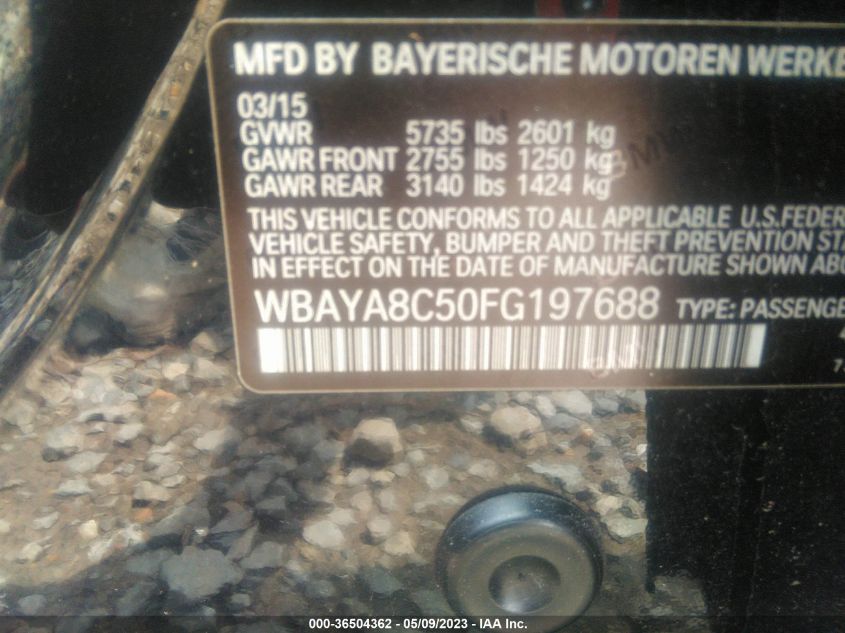 MFD BY BAYERISCHE MOTOREN WERKE
03/15
GVWR 5735 lbs 2601 kg
GAWR FRONT 2755 lbs 1250 kg
GAWR REAR 3140 lbs 1424 kg
THIS VEHICLE CONFORMS TO ALL APPLICABLE U.S.FEDER
VEHICLE SAFETY, BUMPER AND THEFT PREVENTION STA
IN EFFECT ON THE DATE OF MANUFACTURE SHOWN ABO
WBAYA8C50FG197688 TYPE: PASSENGE
BMW
000-36504362 - 05/09/2023 - IAA Inc.